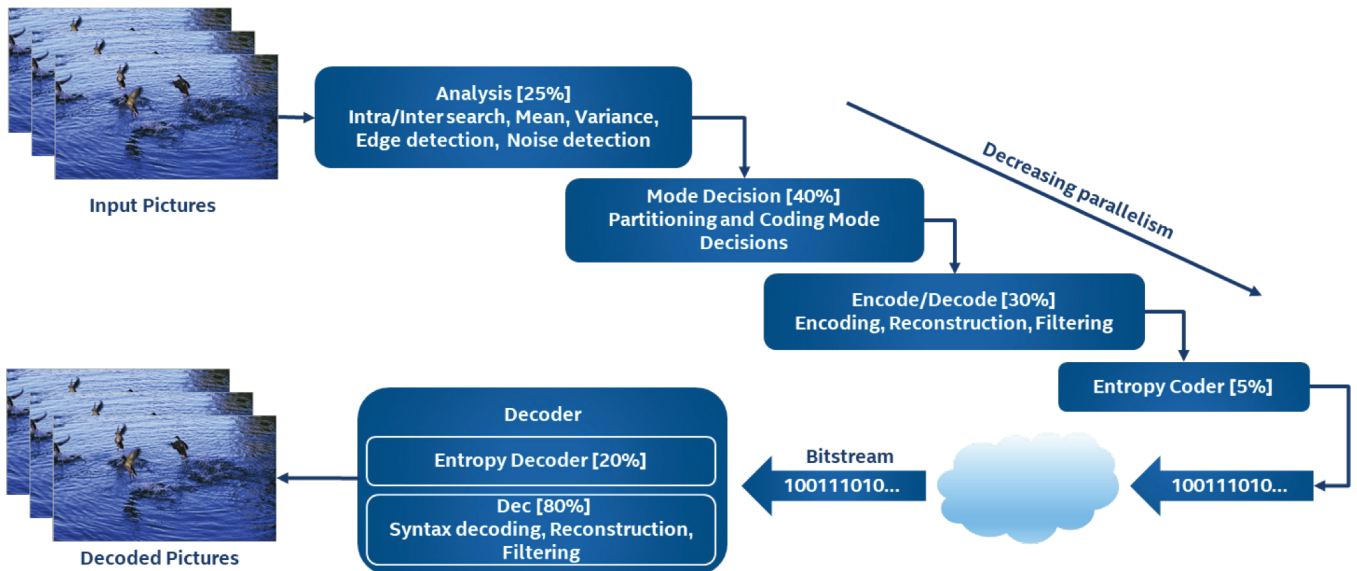 Input Pictures
Analysis [25%]
Intra/Inter search, Mean, Variance,
Edge detection, Noise detection
Mode Decision [40%]
Partitioning and Coding Mode
Decisions
Decreasing parallelism
Encode/Decode [30%]
Encoding, Reconstruction, Filtering
Entropy Coder [5%]
100111010...
Bitstream
100111010...
Decoder
Entropy Decoder [20%]
Dec [80%]
Syntax decoding, Reconstruction,
Filtering
Decoded Pictures